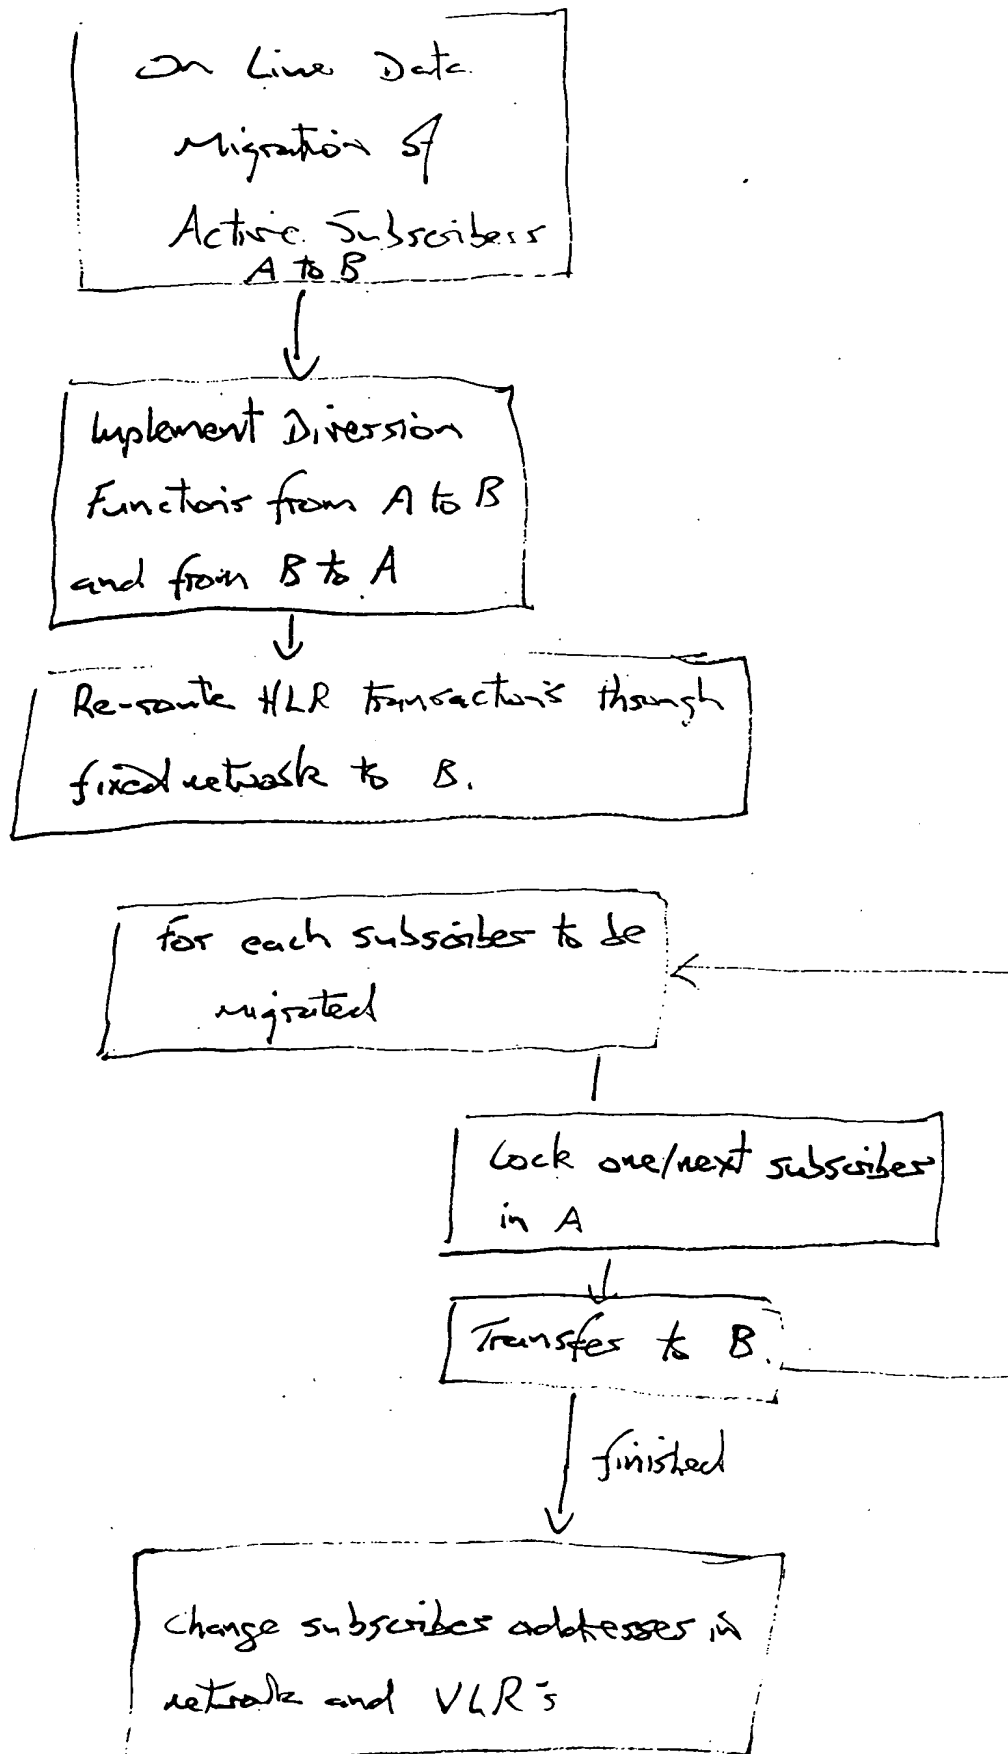 On Line Data
Migration of
Active Subscribers
A to B
Implement Diversion
Functions from A to B
and from B to A
Re-route HLR transactions through
fixed network to B.
For each subscriber to be
migrated
Lock one/next subscriber
in A
Transfer to B.
finished
Change subscriber addresses in
network and VLR's